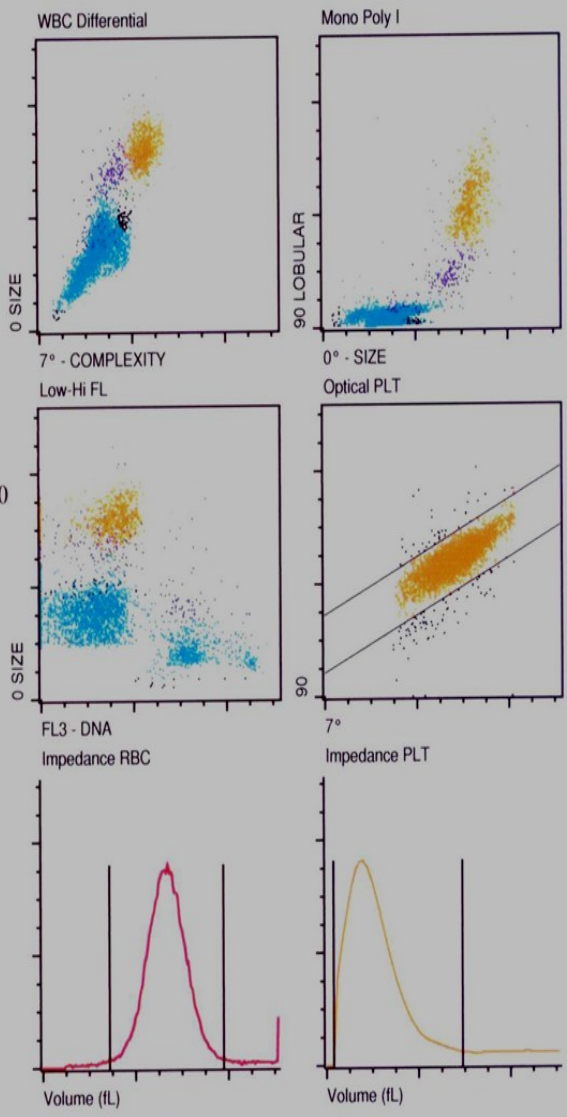 WBC Differential
Mono Poly I
0 SIZE
90 LOBULAR
7° - COMPLEXITY
0° - SIZE
Low-Hi FL
Optical PLT
0
0 SIZE
90
FL3 - DNA
7°
Impedance RBC
Impedance PLT
Volume (fL)
Volume (fL)